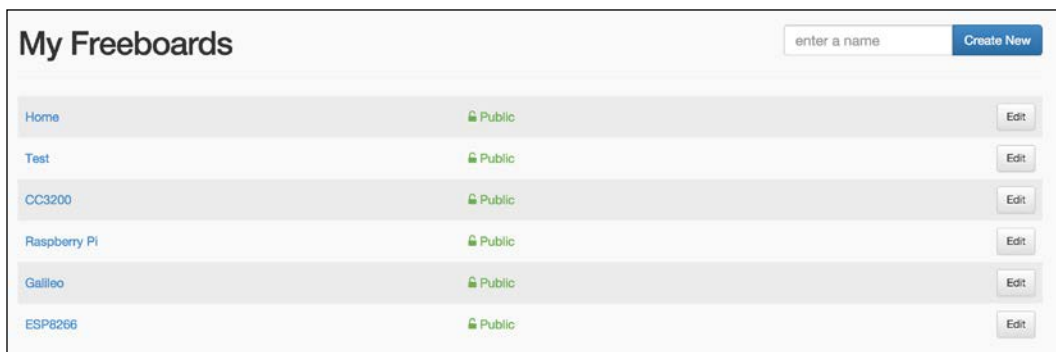 My Freeboards
enter a name Create New
Home Public Edit
Test Public Edit
CC3200 Public Edit
Raspberry Pi Public Edit
Galileo Public Edit
ESP8266 Public Edit